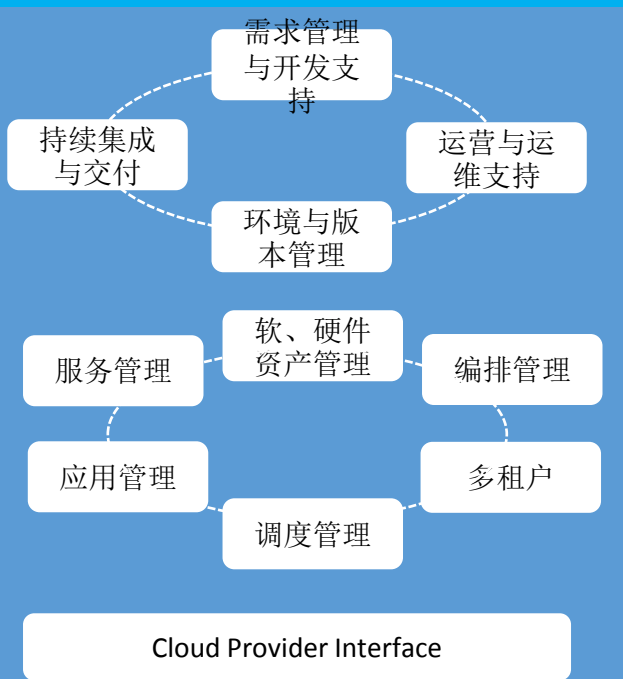 需求管理
与开发支
持
持续集成
与交付
运营与运
维支持
环境与版
本管理
软、硬件
资产管理
服务管理
编排管理
应用管理
多租户
调度管理
Cloud Provider Interface